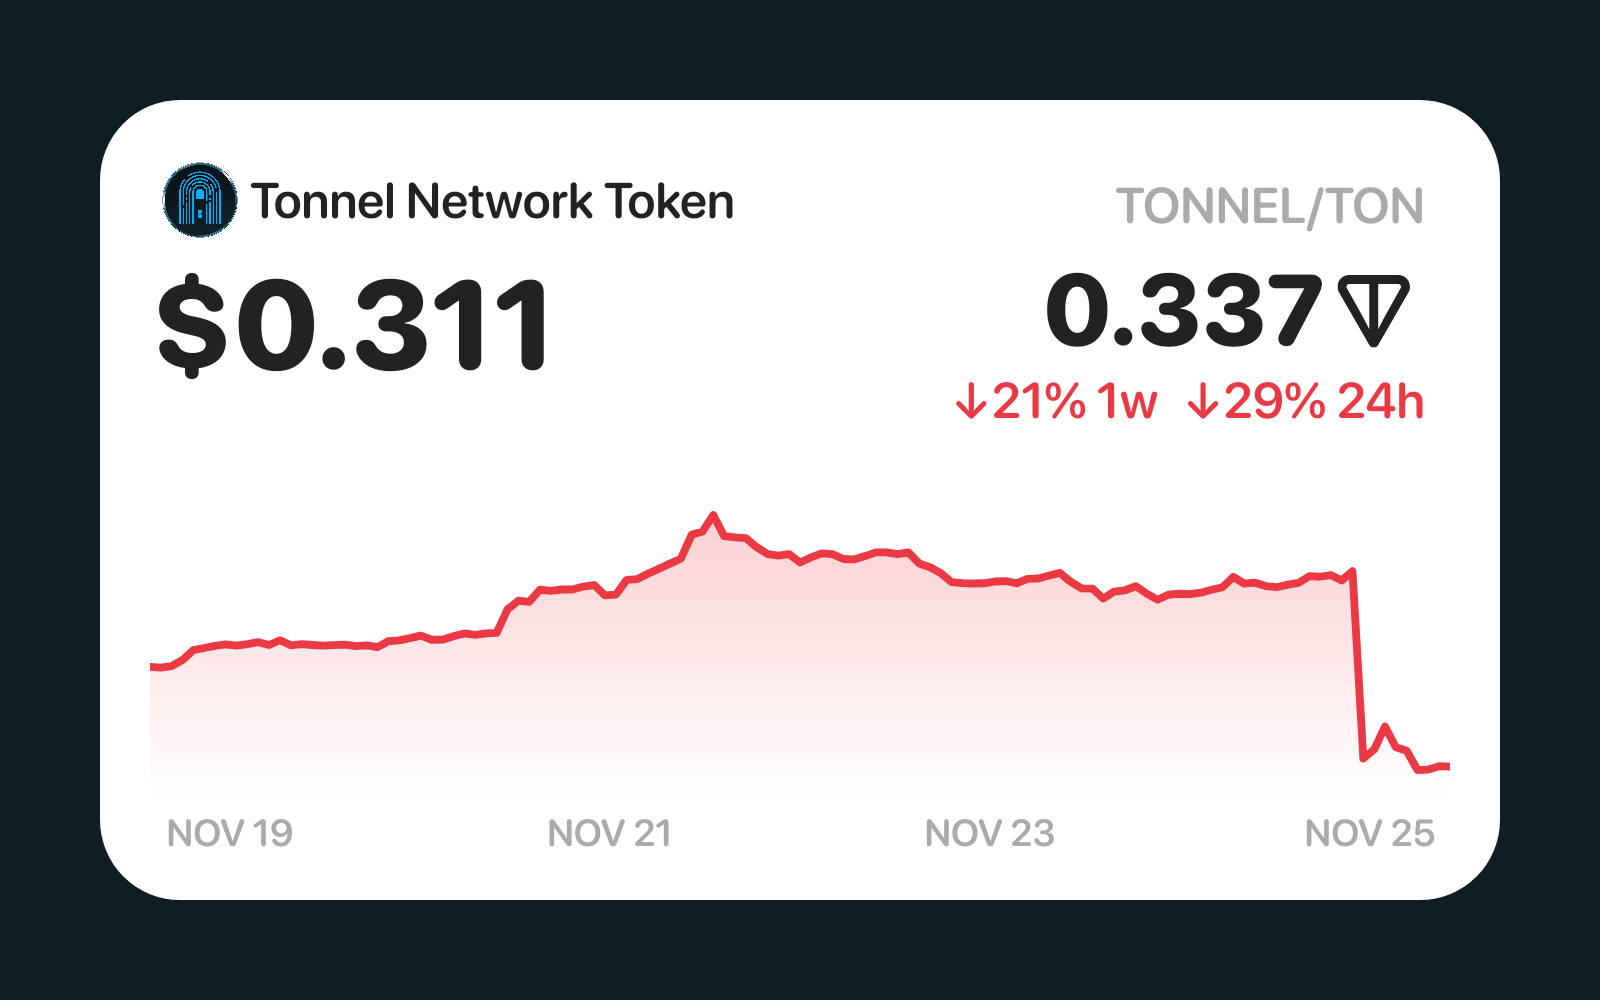 Tonnel Network Token
TONNEL/TON
$0.311
0.337
↓21% 1w ↓29% 24h
NOV 19
NOV 21
NOV 23
NOV 25